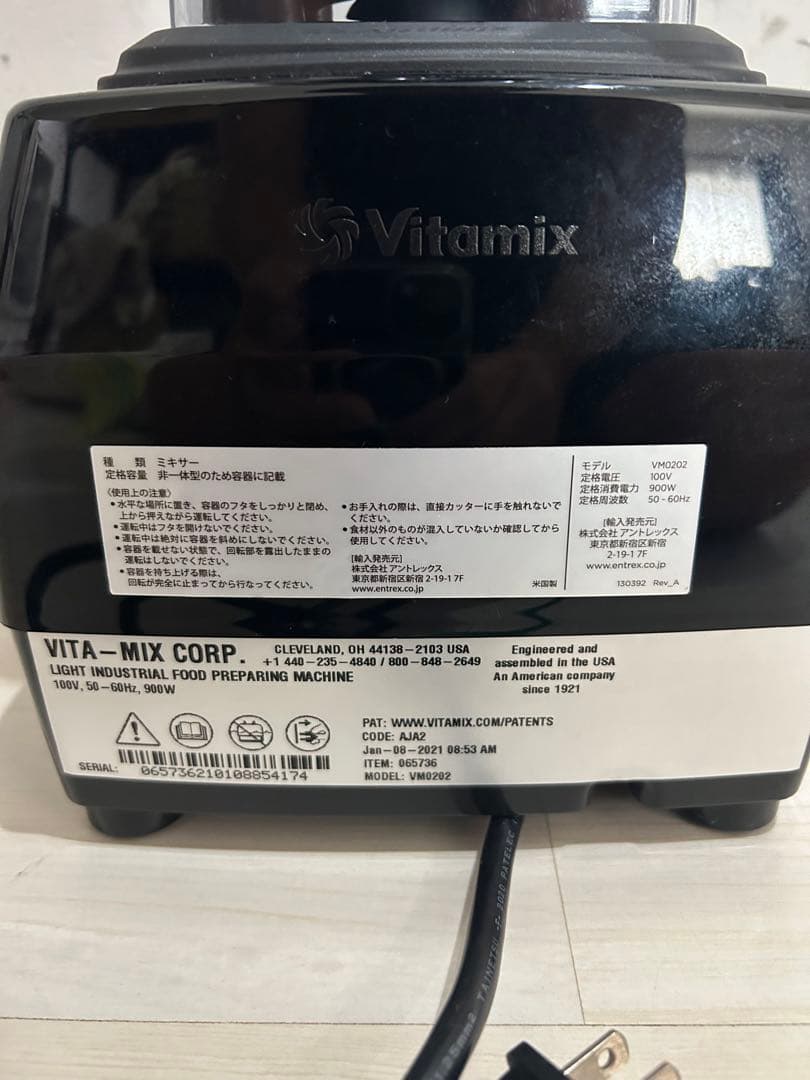 Vitamix
種　類　ミキサー
定格容量　非一体型のため容器に記載
〈使用上の注意〉
•水平な場所に置き、容器のフタをしっかりと閉め、
上から押えながら運転してください。
•運転中はフタを開けないでください。
•運転中は絶対に容器を斜めにしないでください。
•容器を載せない状態で、回転部を露出したままの
運転はしないでください。
•容器を持ち上げる際は、
回転が完全に止まってから行なってください。
•お手入れの際は、直接カッターに手を触れないで
ください。
•食材以外のものが混入していないか確認してから
使用してください。
[輸入発売元]
株式会社 アントレックス
東京都新宿区新宿 2-19-1 7F
www.entrex.co.jp
米国製
モデル　VM0202
定格電圧　100V
定格消費電力　900W
定格周波数　50 - 60Hz
[輸入発売元]
株式会社 アントレックス
東京都新宿区新宿
2-19-1 7F
www.entrex.co.jp
130392 Rev_A
VITA-MIX CORP.
CLEVELAND, OH 44138-2103 USA
+1 440-235-4840 / 800-848-2649
LIGHT INDUSTRIAL FOOD PREPARING MACHINE
100V, 50-60Hz, 900W
Engineered and
assembled in the USA
An American company
since 1921
PAT: WWW.VITAMIX.COM/PATENTS
CODE: AJA2
Jan-08-2021 08:53 AM
ITEM: 065736
MODEL: VM0202
SERIAL: 065736210108854174
2020 PATELEC
TAINETSU